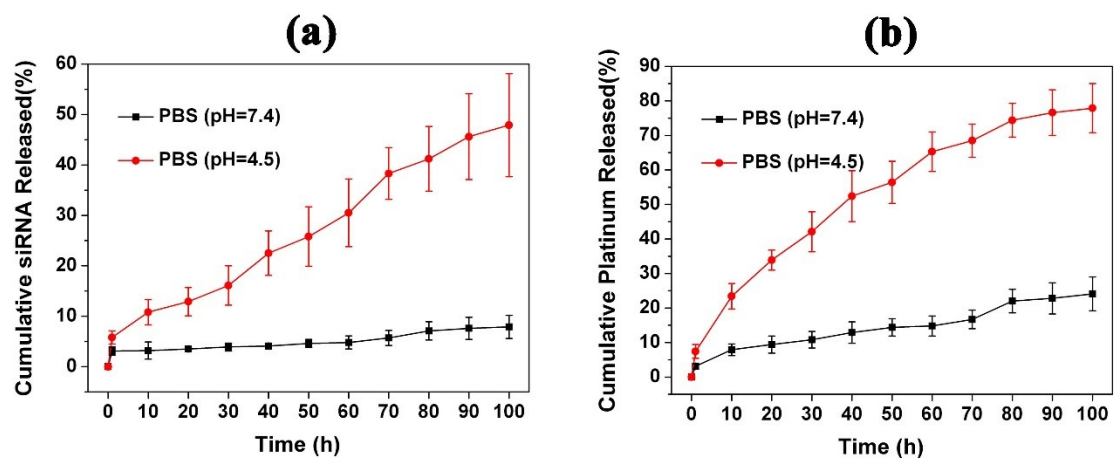 (a)
Cumulative siRNA Released(%)
60
50
40
30
20
10
0
PBS (pH=7.4)
PBS (pH=4.5)
0 10 20 30 40 50 60 70 80 90 100
Time (h)
(b)
Cumulative Platinum Released(%)
90
80
70
60
50
40
30
20
10
0
PBS (pH=7.4)
PBS (pH=4.5)
0 10 20 30 40 50 60 70 80 90 100
Time (h)